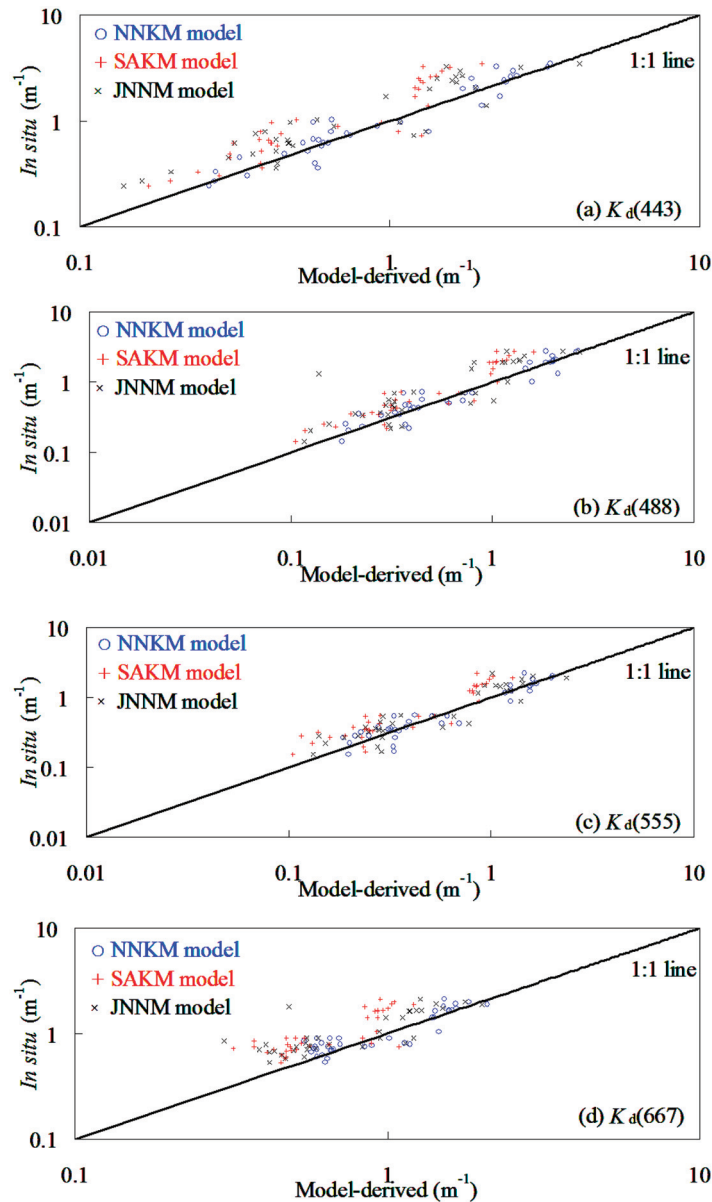 10
NNKM model
SAKM model
1:1 line
JNNM model
In situ (m-1)
1
(a) Kd(443)
0.1
0.1 1 10
Model-derived (m-1)
10
NNKM model
SAKM model
1:1 line
JNNM model
In situ (m-1)
1
0.1
(b) Kd(488)
0.01
0.01 0.1 1 10
Model-derived (m-1)
10
NNKM model
SAKM model
1:1 line
JNNM model
In situ (m-1)
1
0.1
(c) Kd(555)
0.01
0.01 0.1 1 10
Model-derived (m-1)
10
NNKM model
SAKM model
1:1 line
JNNM model
In situ (m-1)
1
(d) Kd(667)
0.1
0.1 1 10
Model-derived (m-1)